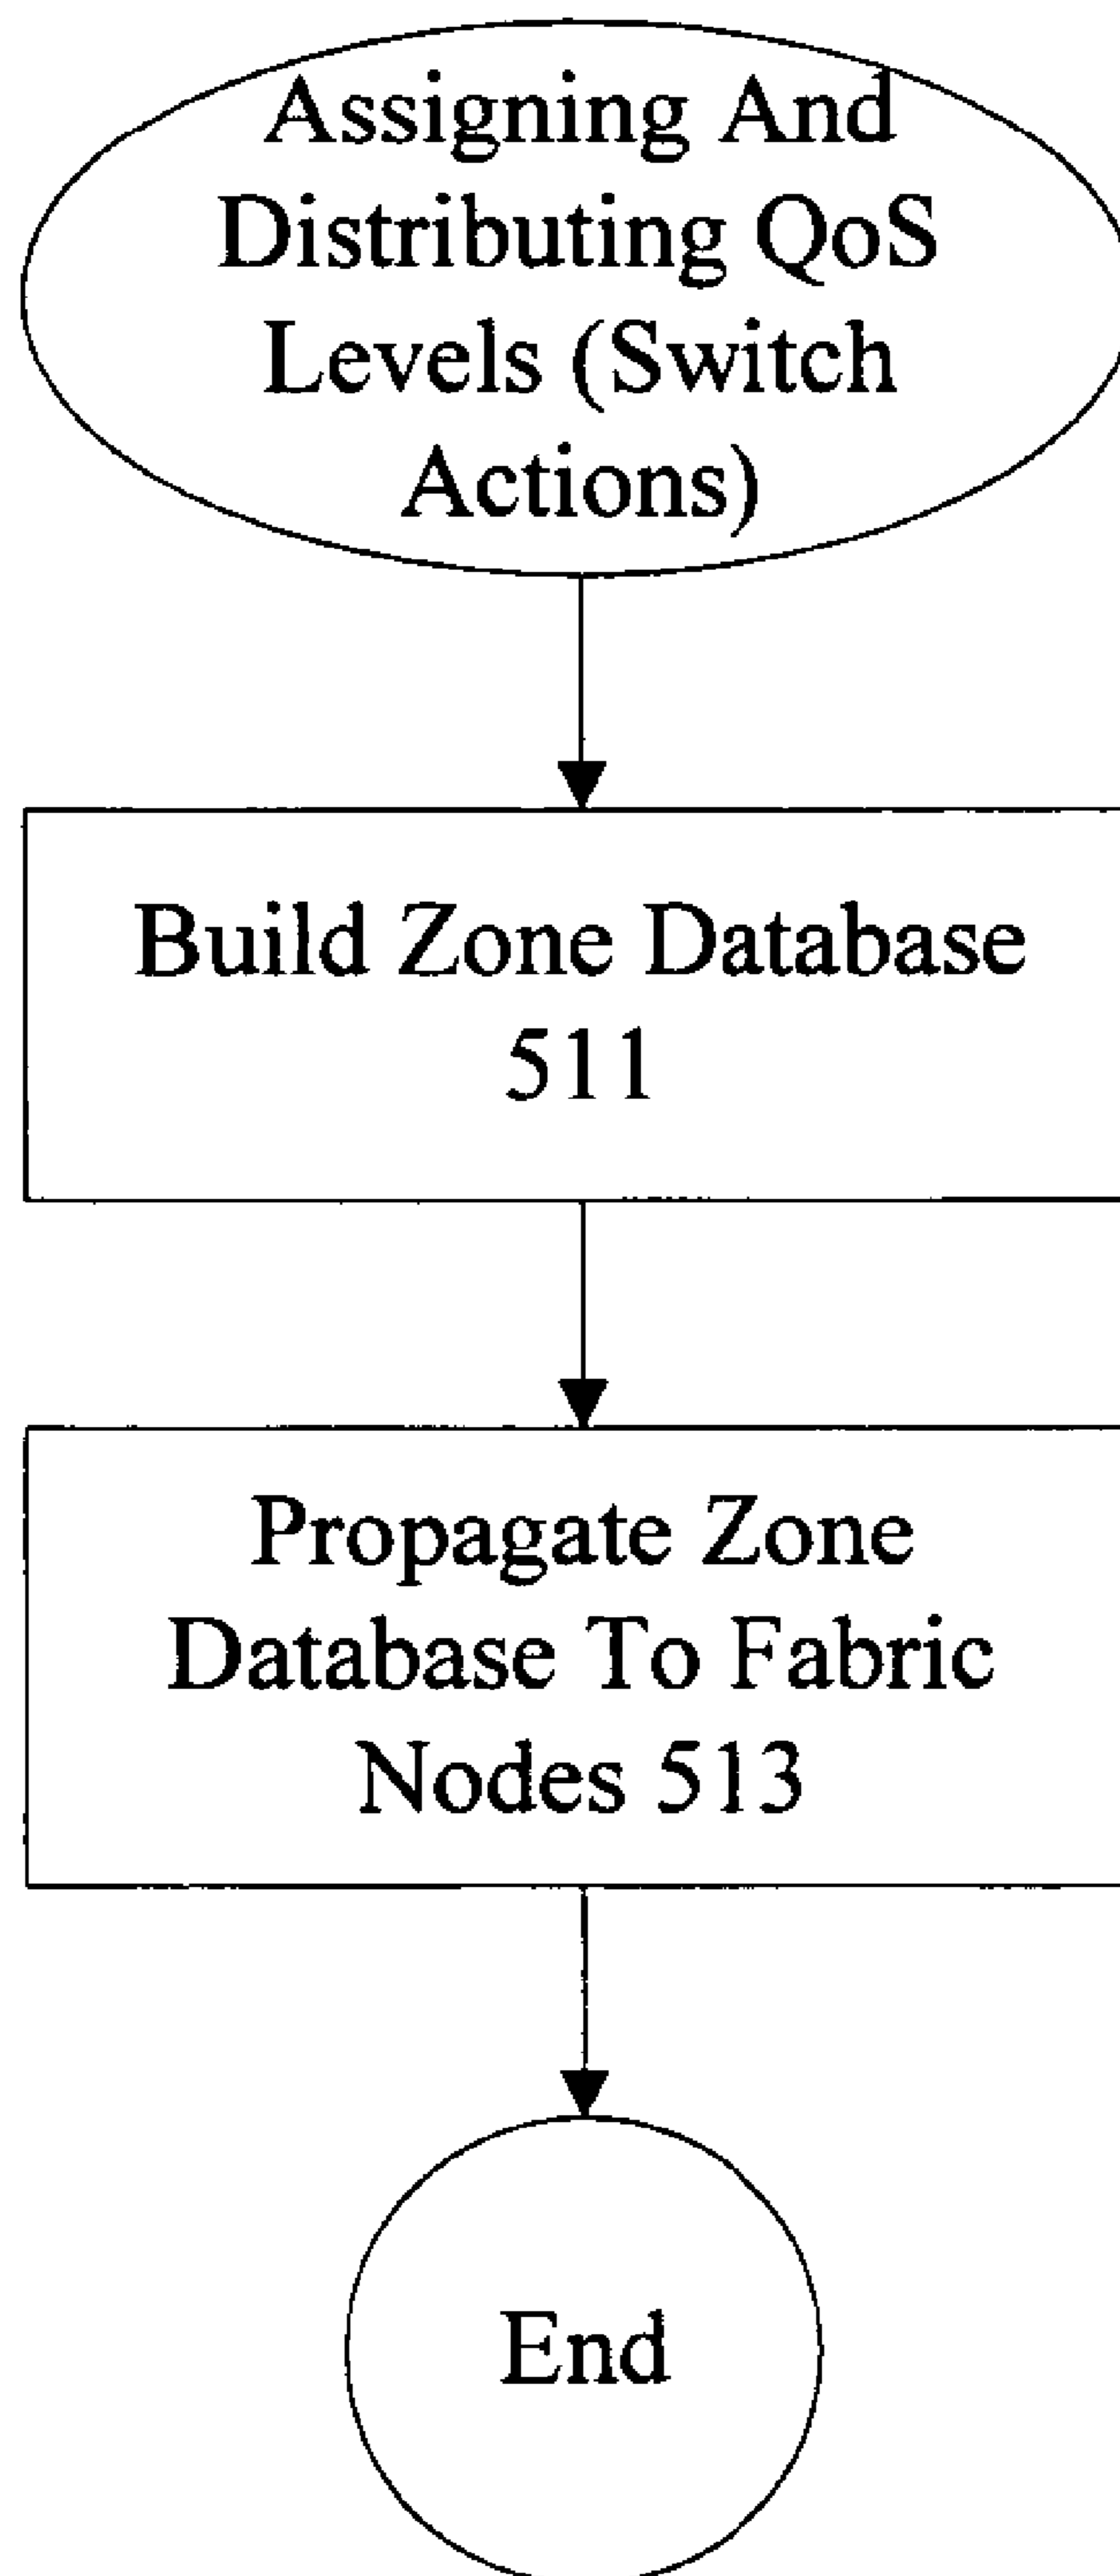 Assigning And
Distributing QoS
Levels (Switch
Actions)
Build Zone Database
511
Propagate Zone
Database To Fabric
Nodes 513
End